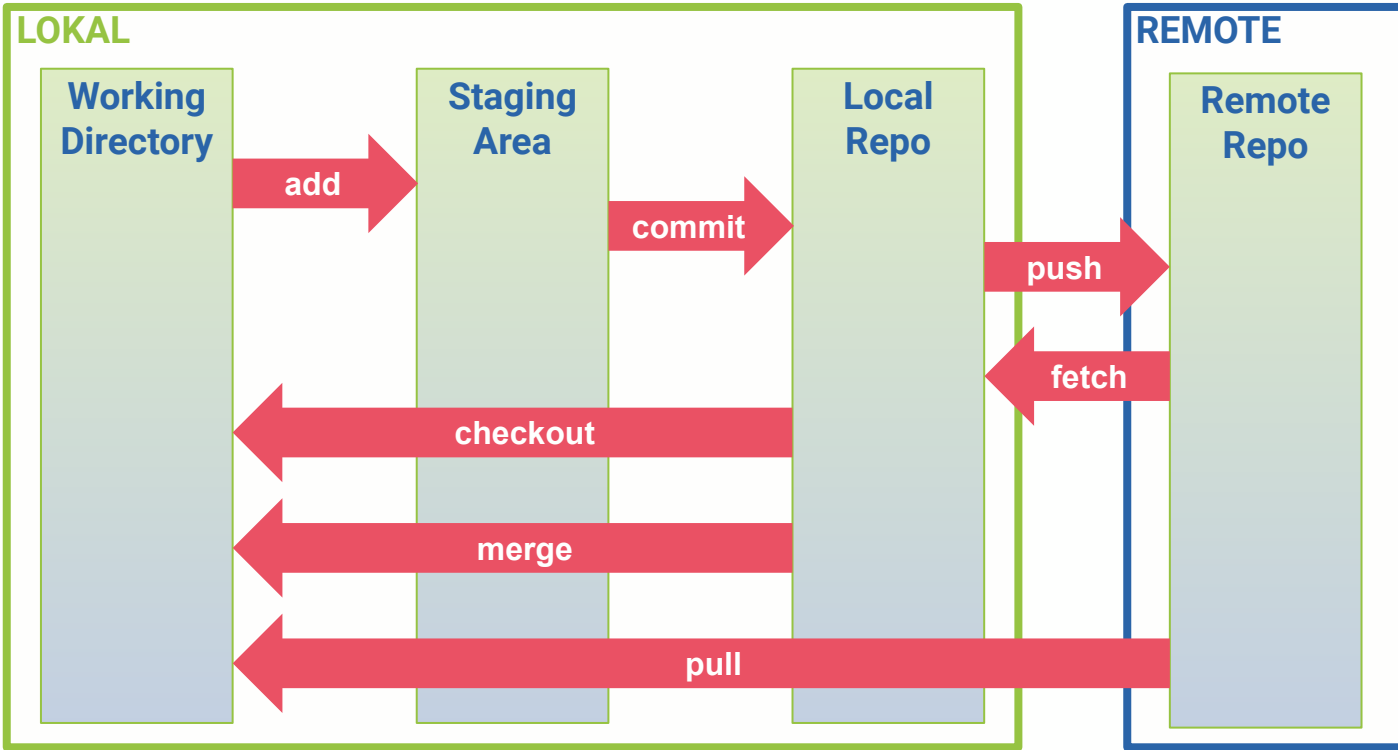 LOKAL
REMOTE
Working
Directory
Staging
Area
Local
Repo
Remote
Repo
add
commit
push
fetch
checkout
merge
pull